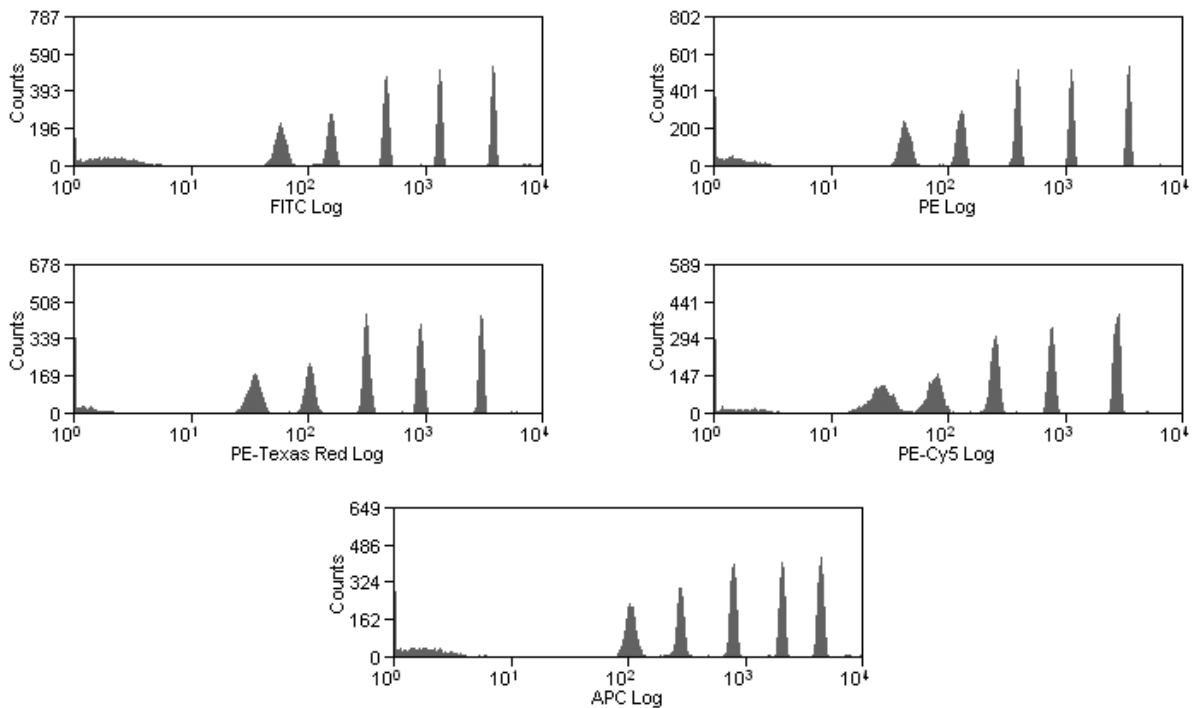 787
590
393
196
0
Counts
10⁰ 10¹ 10² 10³ 10⁴
FITC Log
802
601
401
200
0
Counts
10⁰ 10¹ 10² 10³ 10⁴
PE Log
678
508
339
169
0
Counts
10⁰ 10¹ 10² 10³ 10⁴
PE-Texas Red Log
589
441
294
147
0
Counts
10⁰ 10¹ 10² 10³ 10⁴
PE-Cy5 Log
649
486
324
162
0
Counts
10⁰ 10¹ 10² 10³ 10⁴
APC Log